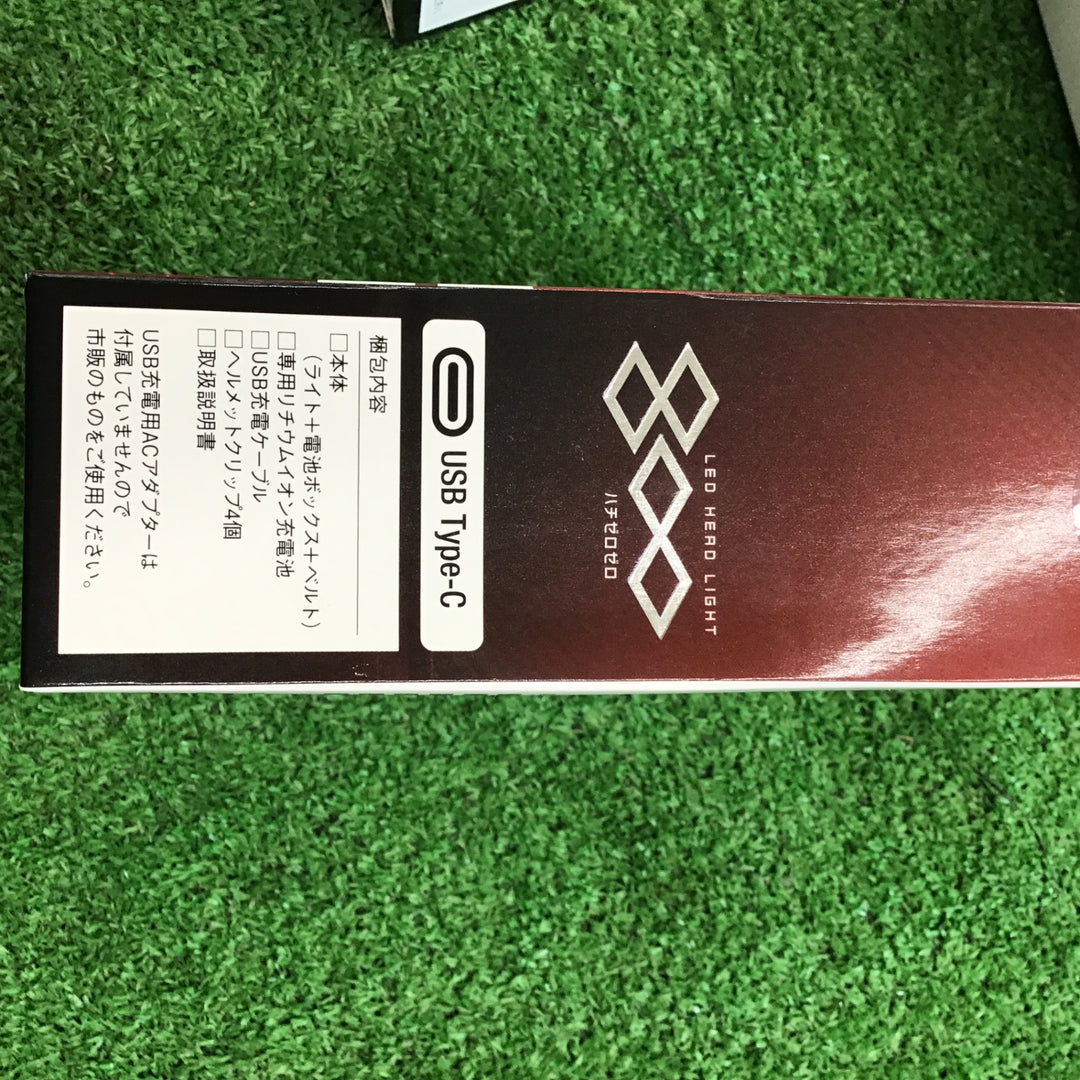 LED HEAD LIGHT
800
ハチゼロゼロ
USB Type-C
梱包内容
□本体
（ライト＋電池ボックス＋ベルト）
□専用リチウムイオン充電池
□USB充電ケーブル
□ヘルメットクリップ4個
□取扱説明書
USB充電用ACアダプターは
付属していませんので
市販のものをご使用ください。